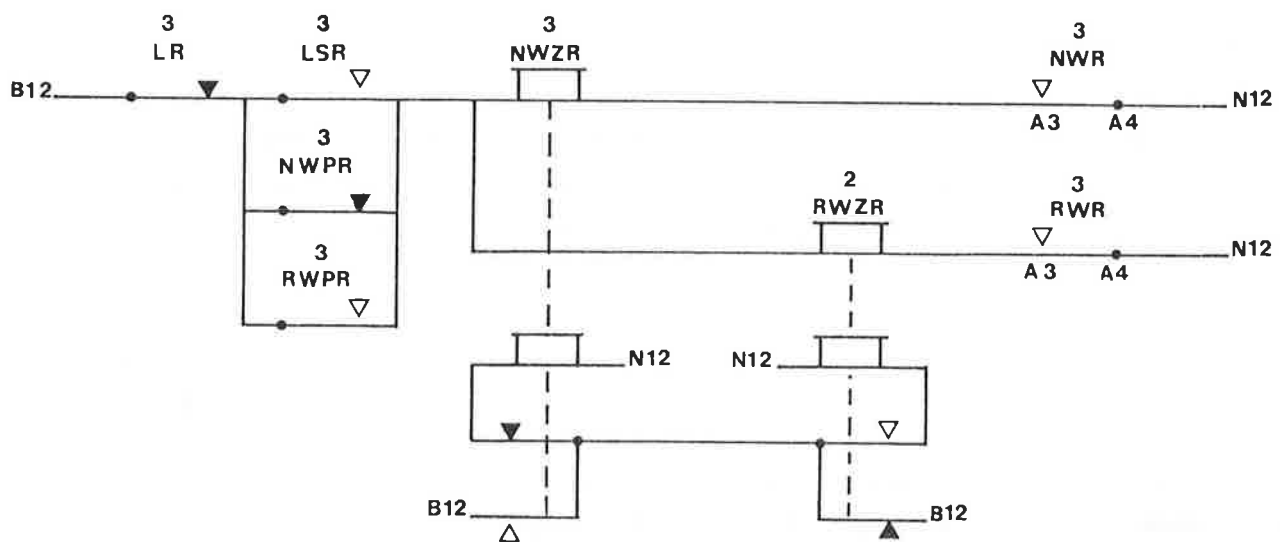 3 3 3 3
LR LSR NWZR NWR
B12 N12
A3 A4
3
NWPR
2 3
RWZR RWR
3 N12
RWPR A3 A4
N12 N12
B12 B12